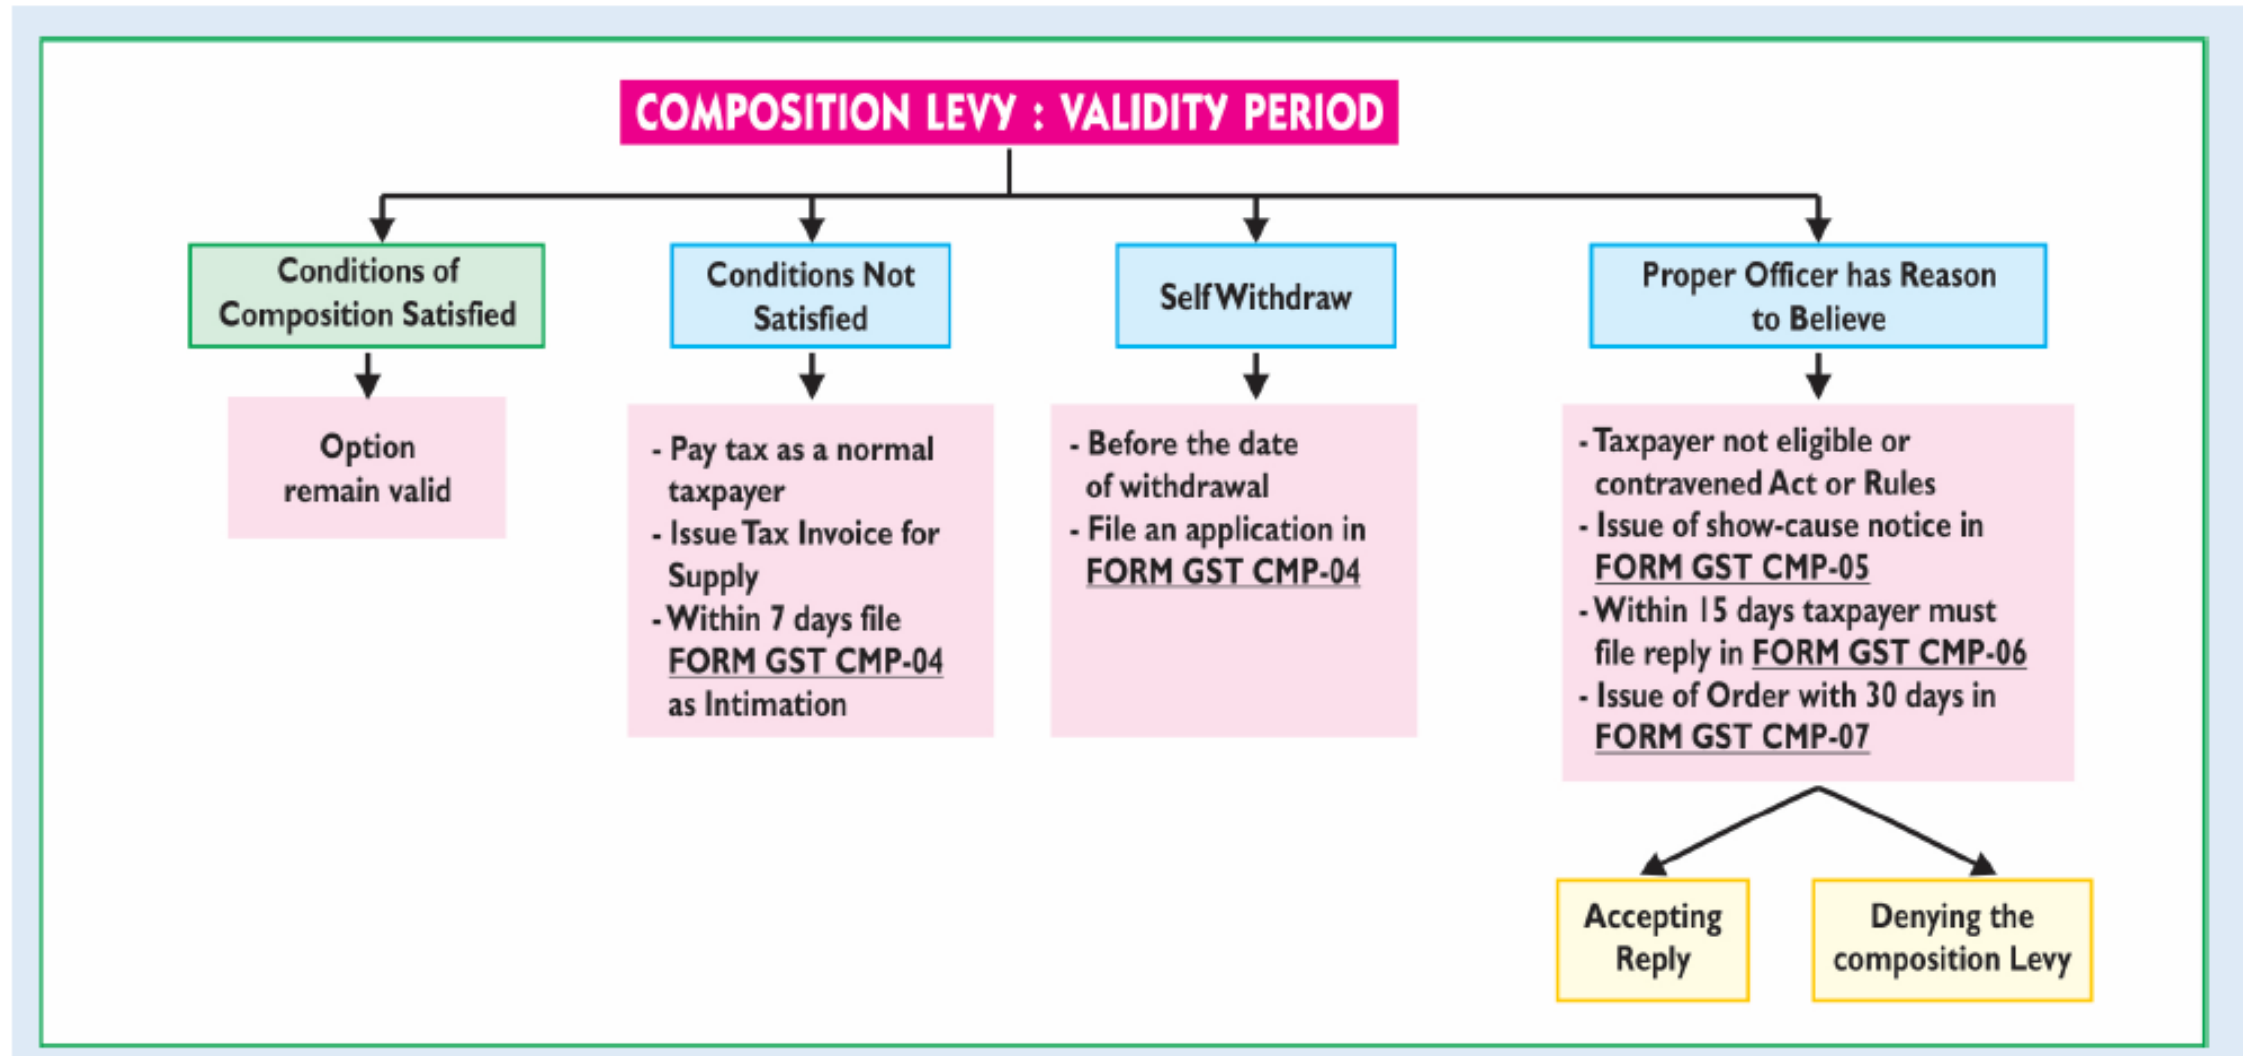 COMPOSITION LEVY : VALIDITY PERIOD
Conditions of
Composition Satisfied
Option
remain valid
Conditions Not
Satisfied
- Pay tax as a normal
taxpayer
- Issue Tax Invoice for
Supply
- Within 7 days file
FORM GST CMP-04
as Intimation
Self Withdraw
- Before the date
of withdrawal
- File an application in
FORM GST CMP-04
Proper Officer has Reason
to Believe
- Taxpayer not eligible or
contravened Act or Rules
- Issue of show-cause notice in
FORM GST CMP-05
- Within 15 days taxpayer must
file reply in FORM GST CMP-06
- Issue of Order with 30 days in
FORM GST CMP-07
Accepting
Reply
Denying the
composition Levy